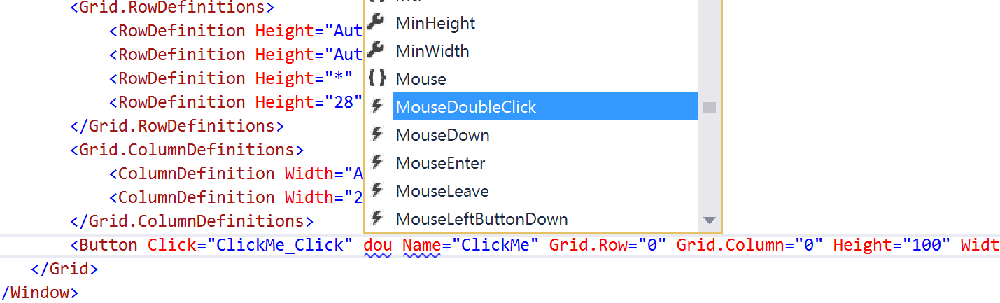 <Grid.RowDefinitions>
<RowDefinition Height="Aut
MinHeight
<RowDefinition Height="Aut
MinWidth
<RowDefinition Height="*"
Mouse
<RowDefinition Height="28"
MouseDoubleClick
</Grid.RowDefinitions>
MouseDown
<Grid.ColumnDefinitions>
MouseEnter
<ColumnDefinition Width="A
<ColumnDefinition Width="2
MouseLeave
</Grid.ColumnDefinitions>
MouseLeftButtonDown
<Button Click="ClickMe_Click" dou Name="ClickMe" Grid.Row="0" Grid.Column="0" Height="100" Widt
</Grid>
/Window>